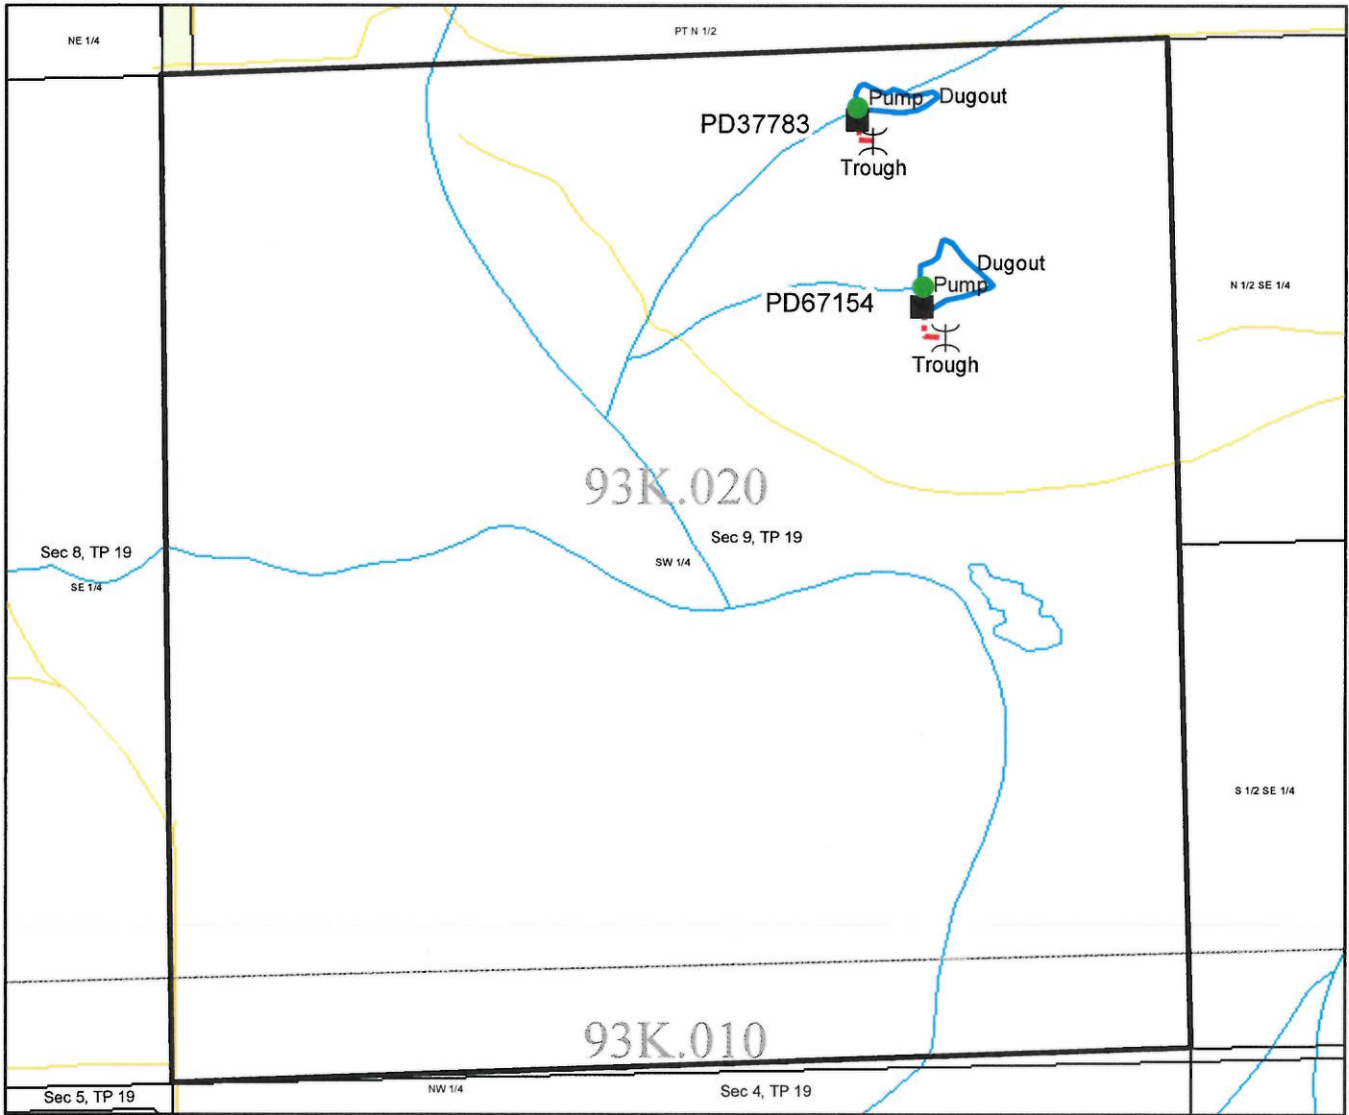 NE 1/4
PT N 1/2
Pump
Dugout
PD37783
Trough
Dugout
Pump
PD67154
N 1/2 SE 1/4
Trough
93K.020
Sec 9, TP 19
Sec 8, TP 19
SW 1/4
SE 1/4
S 1/2 SE 1/4
93K.010
NW 1/4
Sec 4, TP 19
Sec 5, TP 19